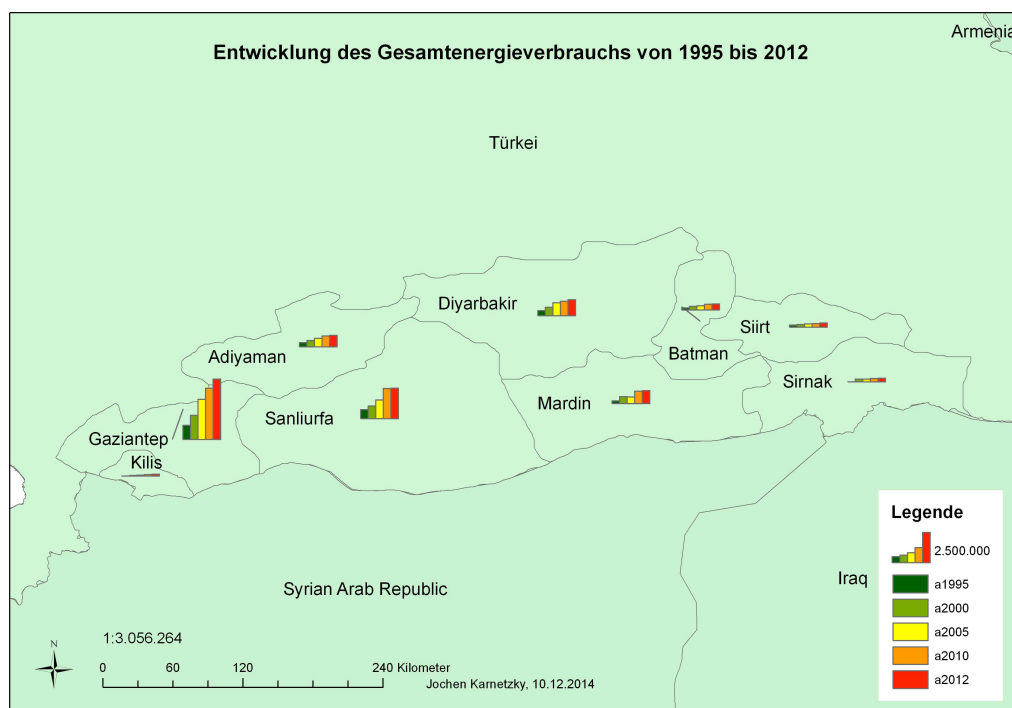 Armenia
Entwicklung des Gesamtenergieverbrauchs von 1995 bis 2012
Türkei
Diyarbakir
Siirt
Batman
Adiyaman
Sirnak
Mardin
Sanliurfa
Gaziantep
Kilis
Legende
2.500.000
a1995
a2000
a2005
a2010
a2012
Iraq
Syrian Arab Republic
N
1:3.056.264
0 60 120 240 Kilometer
Jochen Karnetzky, 10.12.2014